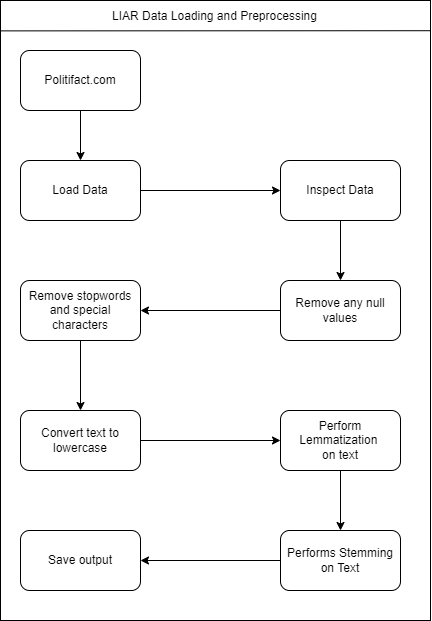 LIAR Data Loading and Preprocessing
Politifact.com
Load Data
Inspect Data
Remove any null
values
Remove stopwords
and special
characters
Convert text to
lowercase
Perform
Lemmatization
on text
Performs Stemming
on Text
Save output